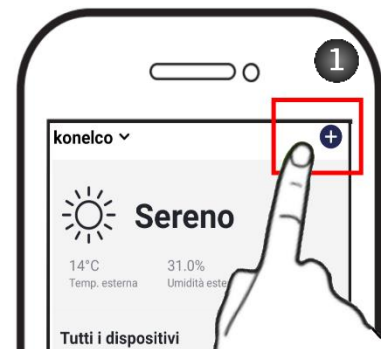 1
konelco
Sereno
14°C 31.0%
Temp. esterna Umidità este
Tutti i dispositivi